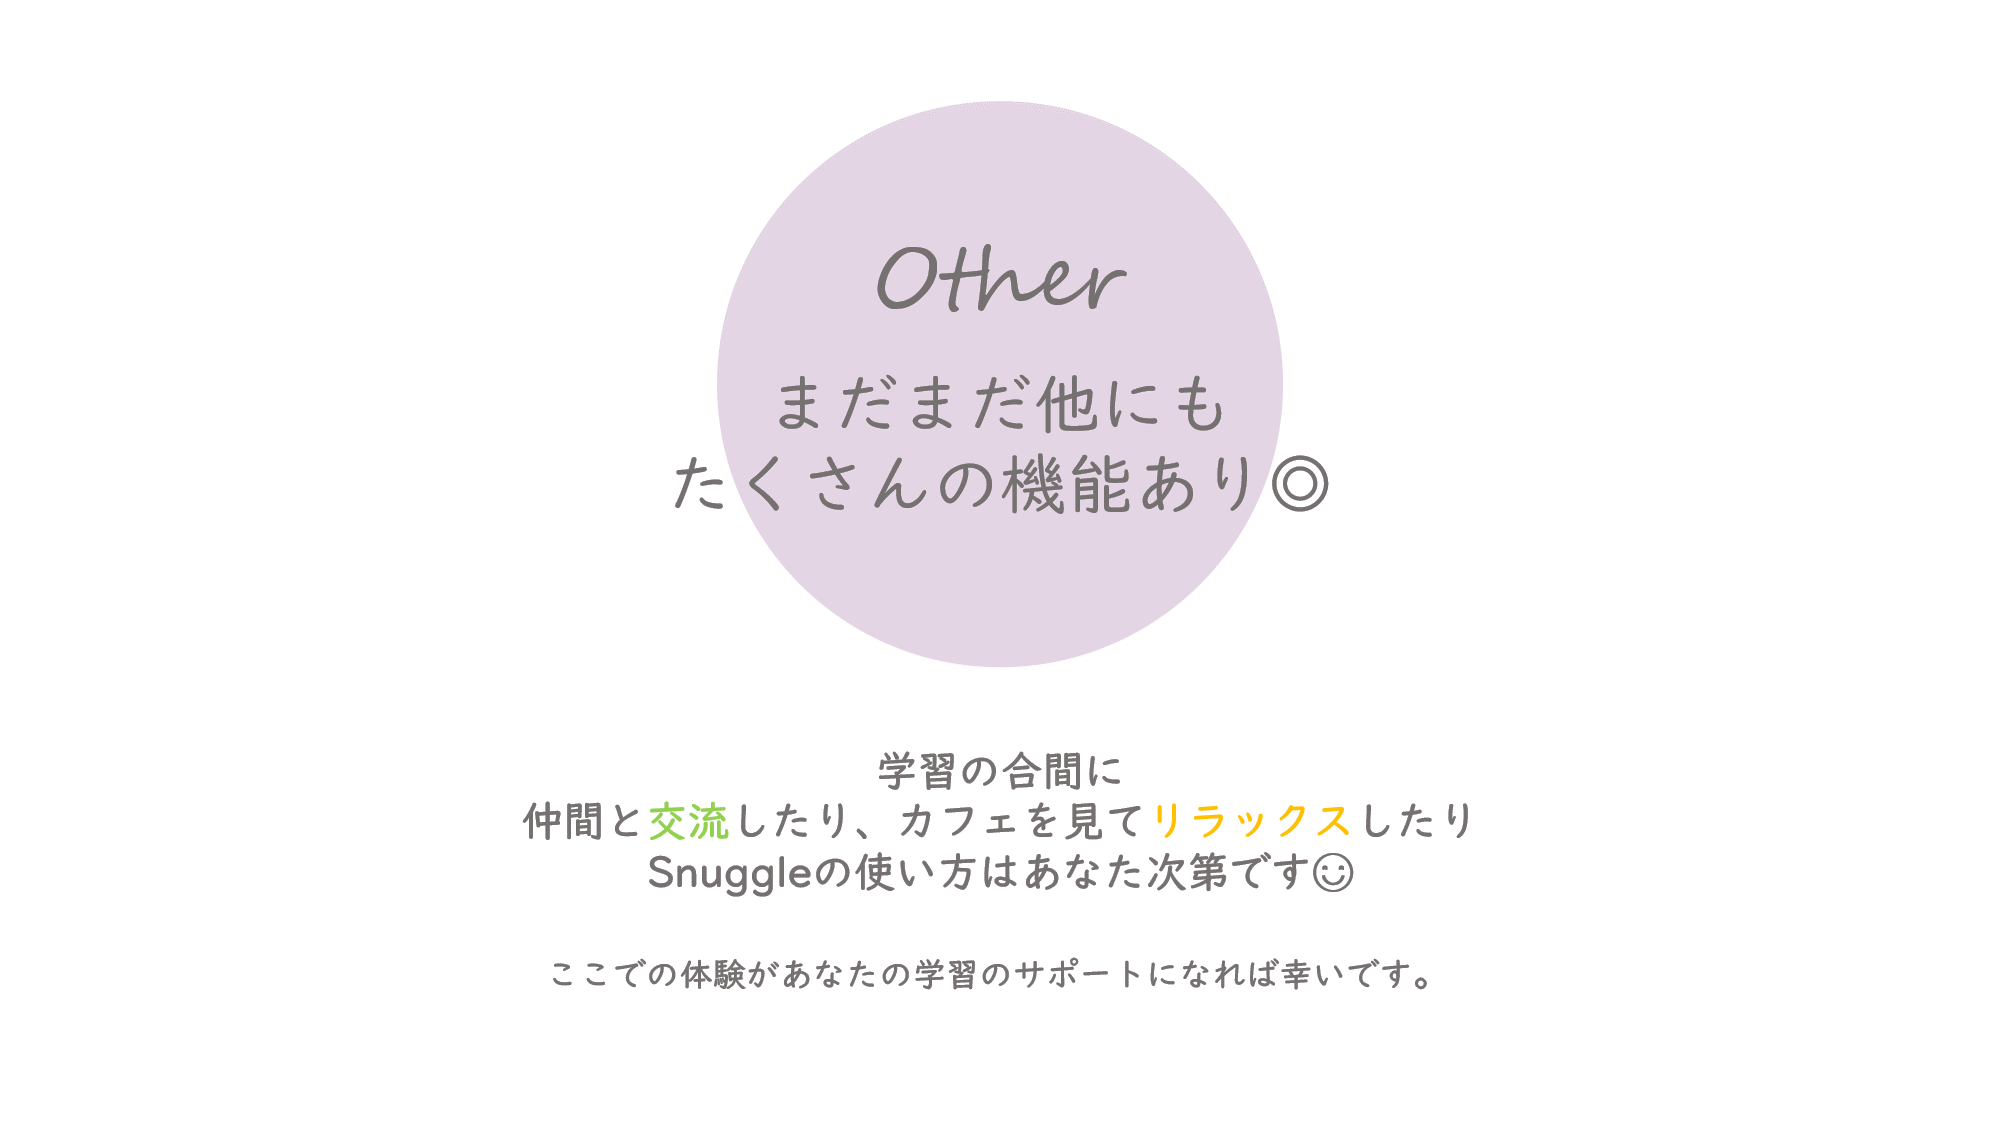 Other
まだまだ他にも
たくさんの機能あり◎
学習の合間に
仲間と交流したり、カフェを見てリラックスしたり
Snuggleの使い方はあなた次第です☺
ここでの体験があなたの学習のサポートになれば幸いです。